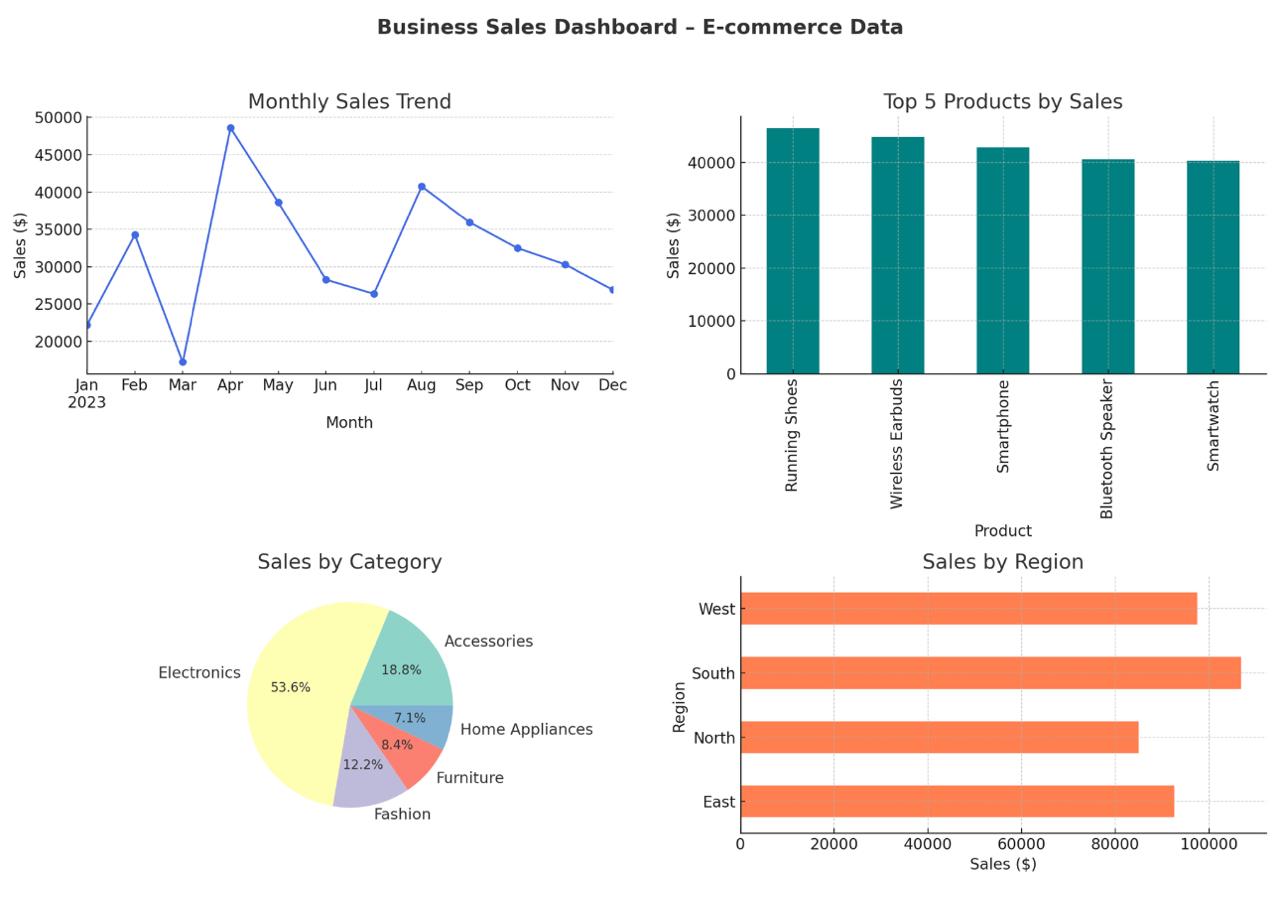 Business Sales Dashboard – E-commerce Data
Monthly Sales Trend
50000
45000
40000
35000
30000
25000
20000
Sales ($)
Jan Feb Mar Apr May Jun Jul Aug Sep Oct Nov Dec
2023
Month
Top 5 Products by Sales
40000
30000
20000
10000
0
Sales ($)
Running Shoes
Wireless Earbuds
Smartphone
Bluetooth Speaker
Smartwatch
Product
Sales by Category
Accessories
18.8%
Electronics
53.6%
7.1%
Home Appliances
8.4%
Furniture
12.2%
Fashion
Sales by Region
West
South
North
East
Region
0 20000 40000 60000 80000 100000
Sales ($)